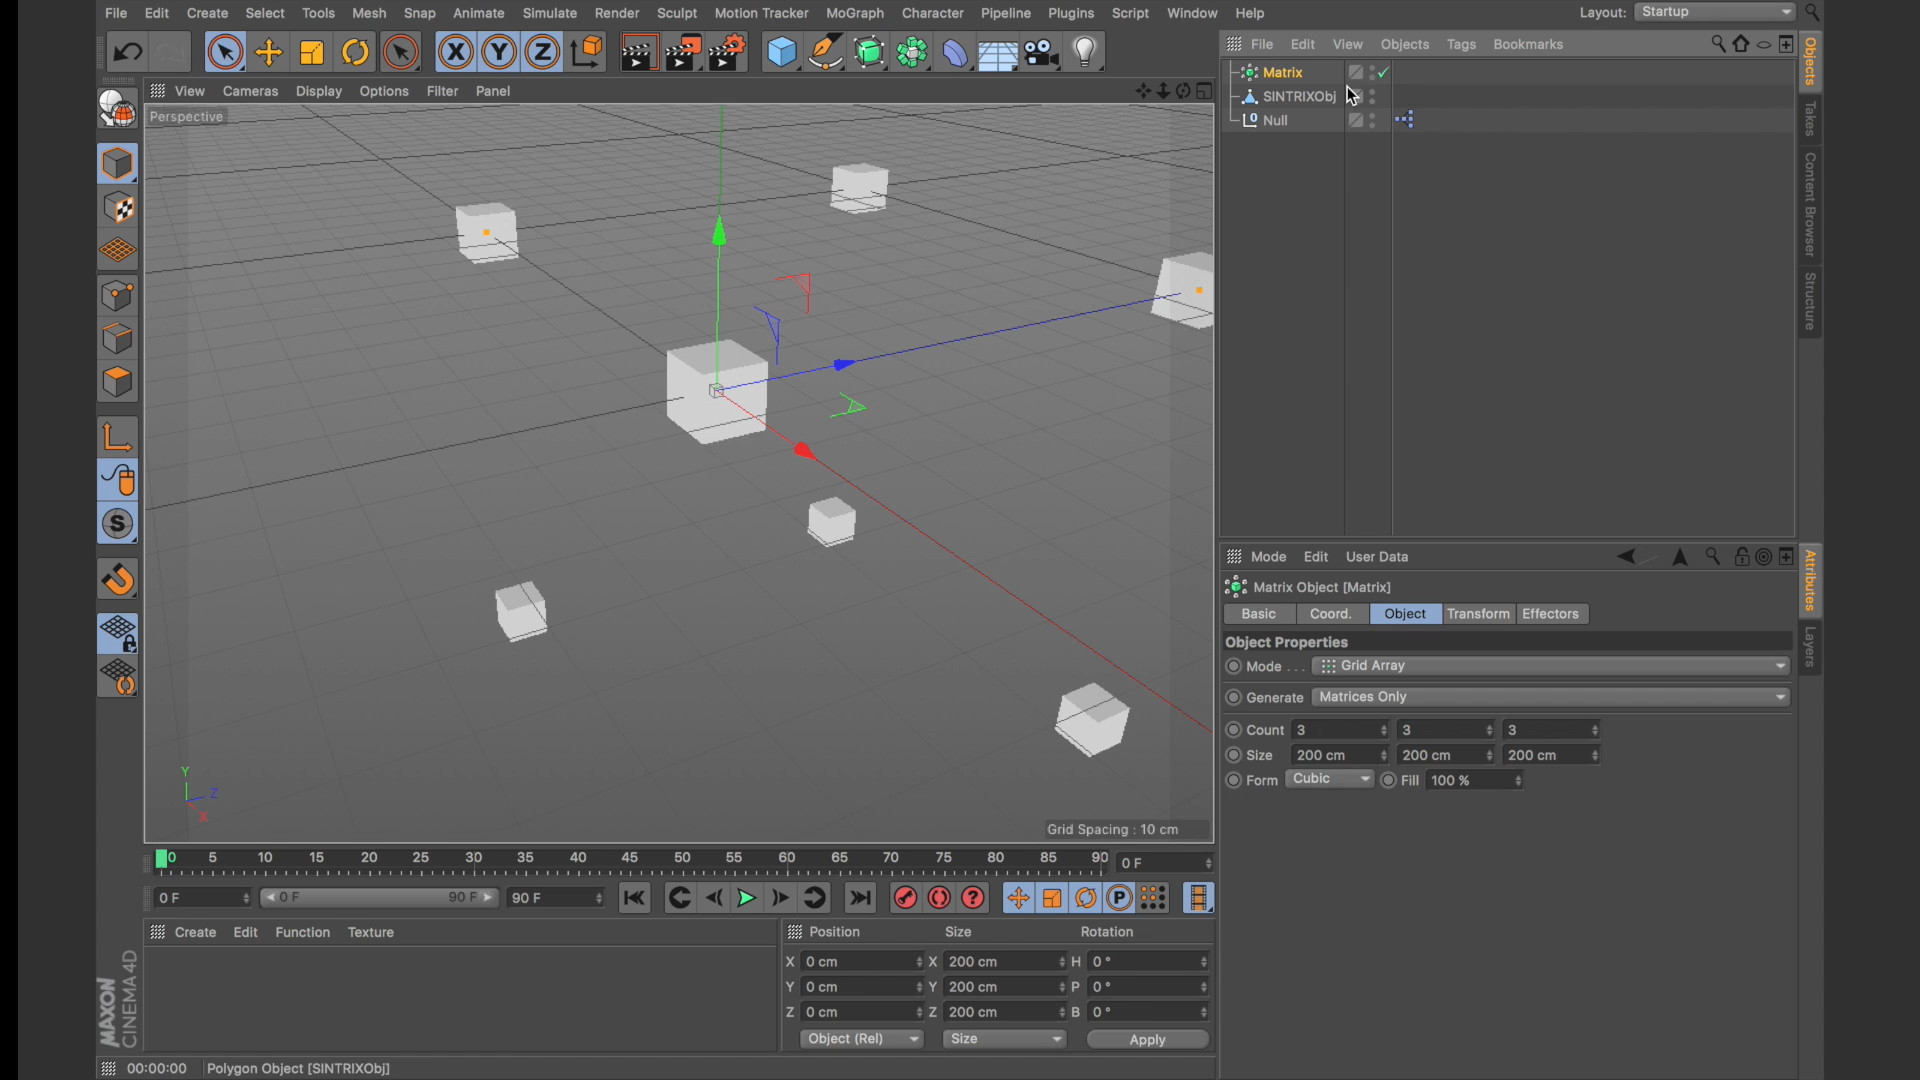 File Edit Create Select Tools Mesh Snap Animate Simulate Render Sculpt Motion Tracker MoGraph Character Pipeline Plugins Script Window Help Layout: Startup
X Y Z
File Edit View Objects Tags Bookmarks
Matrix
SINTRIXObj
0 Null
Objects
Takes
Content Browser
Structure
View Cameras Display Options Filter Panel
Perspective
Y
Z
X
Grid Spacing : 10 cm
S
Mode Edit User Data
Matrix Object [Matrix]
Basic Coord. Object Transform Effectors
Object Properties
Mode . . . Grid Array
Generate Matrices Only
Count 3 3 3
Size 200 cm 200 cm 200 cm
Form Cubic Fill 100 %
Attributes
Layers
0 5 10 15 20 25 30 35 40 45 50 55 60 65 70 75 80 85 90 0 F
0 F 0 F 90 F 90 F ? P
Create Edit Function Texture
Position Size Rotation
X 0 cm X 200 cm H 0 °
Y 0 cm Y 200 cm P 0 °
Z 0 cm Z 200 cm B 0 °
Object (Rel) Size Apply
MAXON
CINEMA 4D
00:00:00 Polygon Object [SINTRIXObj]